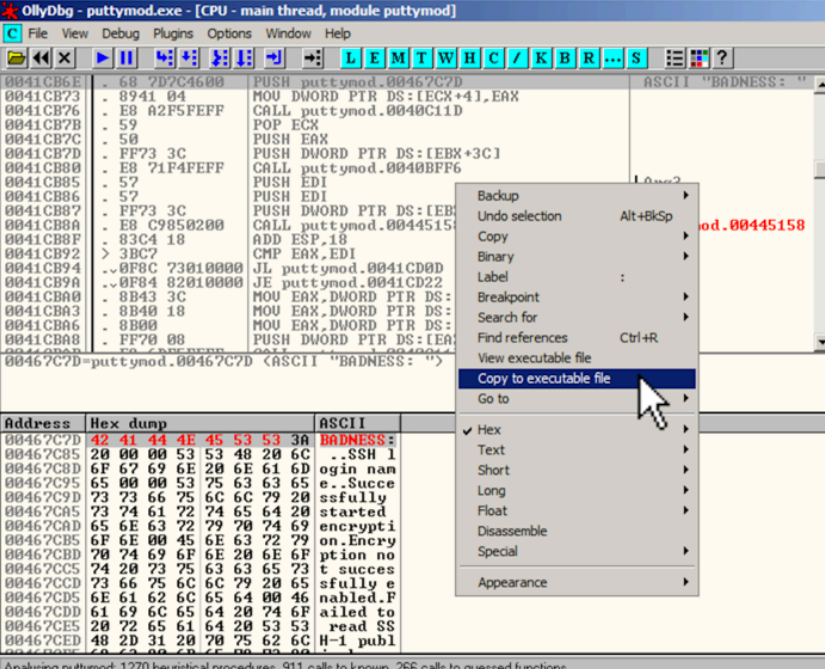 OllyDbg - puttymod.exe - [CPU - main thread, module puttymod]
C File View Debug Plugins Options Window Help
L E M T W H C / K B R ... S ?
0041CB6E . 68 7D7C4600 PUSH puttymod.00467C7D ASCII "BADNESS: "
0041CB73 . 8941 04 MOV DWORD PTR DS:[ECX+4],EAX
0041CB76 . E8 A2F5FEFF CALL puttymod.0040C11D
0041CB7B . 59 POP ECX
0041CB7C . 50 PUSH EAX
0041CB7D . FF73 3C PUSH DWORD PTR DS:[EBX+3C]
0041CB80 . E8 71F4FEFF CALL puttymod.0040BFF6
0041CB85 . 57 PUSH EDI
0041CB86 . 57 PUSH EDI
0041CB87 . FF73 3C PUSH DWORD PTR DS:[EB
0041CB8A . E8 C9850200 CALL puttymod.0044515 od.00445158
0041CB8F . 83C4 18 ADD ESP,18
0041CB92 > 3BC7 CMP EAX,EDI
0041CB94 .v0F8C 73010000 JL puttymod.0041CD0D
0041CB9A .v0F84 82010000 JE puttymod.0041CD22
0041CBA0 . 8B43 3C MOV EAX,DWORD PTR DS:
0041CBA3 . 8B40 18 MOV EAX,DWORD PTR DS:
0041CBA6 . 8B00 MOV EAX,DWORD PTR DS:
0041CBA8 . FF70 08 PUSH DWORD PTR DS:[EA
00467C7D=puttymod.00467C7D (ASCII "BADNESS: ")
Backup
Undo selection Alt+BkSp
Copy
Binary
Label :
Breakpoint
Search for
Find references Ctrl+R
View executable file
Copy to executable file
Go to
Hex
Text
Short
Long
Float
Disassemble
Special
Appearance
Address Hex dump ASCII
00467C7D 42 41 44 4E 45 53 53 3A BADNESS:
00467C85 20 00 00 53 53 48 20 6C ..SSH l
00467C8D 6F 67 69 6E 20 6E 61 6D ogin nam
00467C95 65 00 00 53 75 63 63 65 e..Succe
00467C9D 73 73 66 75 6C 6C 79 20 ssfully
00467CA5 73 74 61 72 74 65 64 20 started
00467CAD 65 6E 63 72 79 70 74 69 encrypti
00467CB5 6F 6E 00 45 6E 63 72 79 on.Encry
00467CBD 70 74 69 6F 6E 20 6E 6F ption no
00467CC5 74 20 73 75 63 63 65 73 t succes
00467CCD 73 66 75 6C 6C 79 20 65 sfully e
00467CD5 6E 61 62 6C 65 64 00 46 nabled.F
00467CDD 61 69 6C 65 64 20 74 6F ailed to
00467CE5 20 72 65 61 64 20 53 53 read SS
00467CED 48 2D 31 20 70 75 62 6C H-1 publ
Analysing puttymod: 1270 heuristical procedures, 911 calls to known, 266 calls to guessed functions